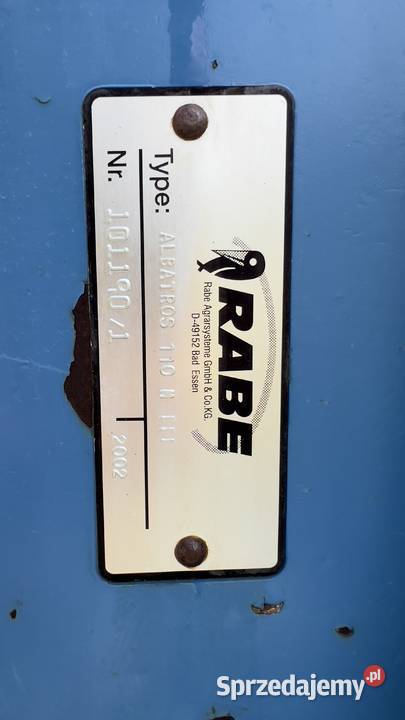 RABE
Rabe Agrarsysteme GmbH & Co.KG.
D-49152 Bad Essen
Type: ALBATROS 110 M III
Nr. 101190/1 2002
Sprzedajemy.pl